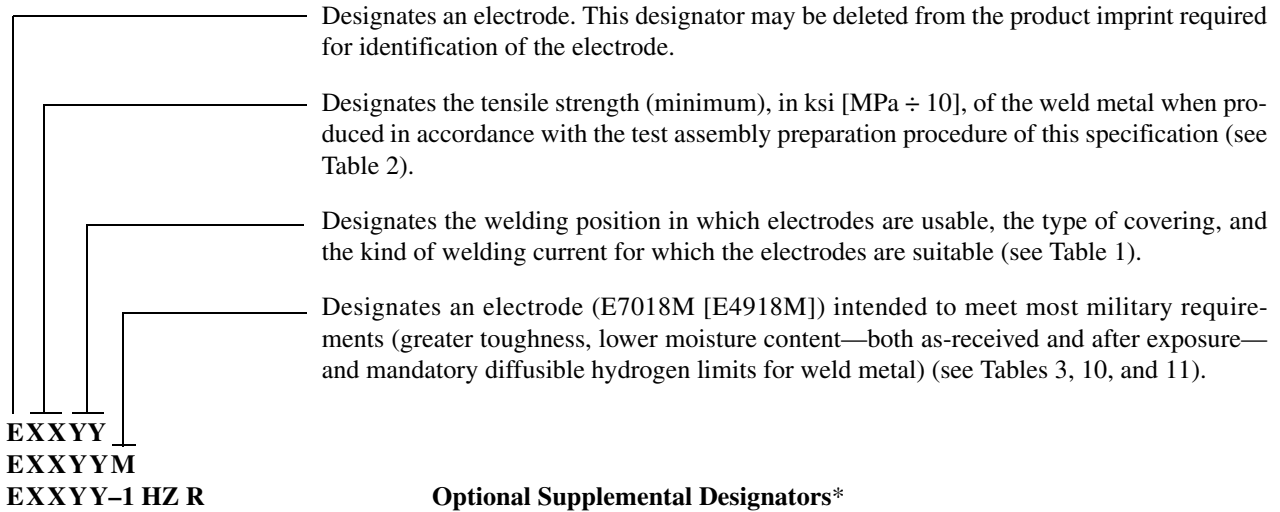 Designates an electrode. This designator may be deleted from the product imprint required
for identification of the electrode.
Designates the tensile strength (minimum), in ksi [MPa ÷ 10], of the weld metal when pro-
duced in accordance with the test assembly preparation procedure of this specification (see
Table 2).
Designates the welding position in which electrodes are usable, the type of covering, and
the kind of welding current for which the electrodes are suitable (see Table 1).
Designates an electrode (E7018M [E4918M]) intended to meet most military require-
ments (greater toughness, lower moisture content—both as-received and after exposure—
and mandatory diffusible hydrogen limits for weld metal) (see Tables 3, 10, and 11).
EXXYY
EXXYYM
EXXYY–1 HZ R Optional Supplemental Designators*